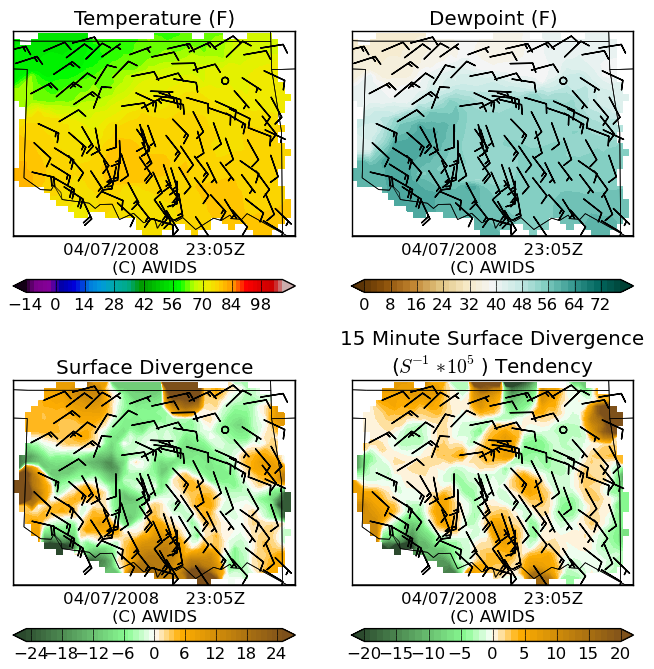 Temperature (F)
Dewpoint (F)
04/07/2008 23:05Z
(C) AWIDS
−14 0 14 28 42 56 70 84 98
04/07/2008 23:05Z
(C) AWIDS
0 8 16 24 32 40 48 56 64 72
Surface Divergence
15 Minute Surface Divergence
(S⁻¹ *10⁵ ) Tendency
04/07/2008 23:05Z
(C) AWIDS
−24 −18 −12 −6 0 6 12 18 24
04/07/2008 23:05Z
(C) AWIDS
−20 −15 −10 −5 0 5 10 15 20